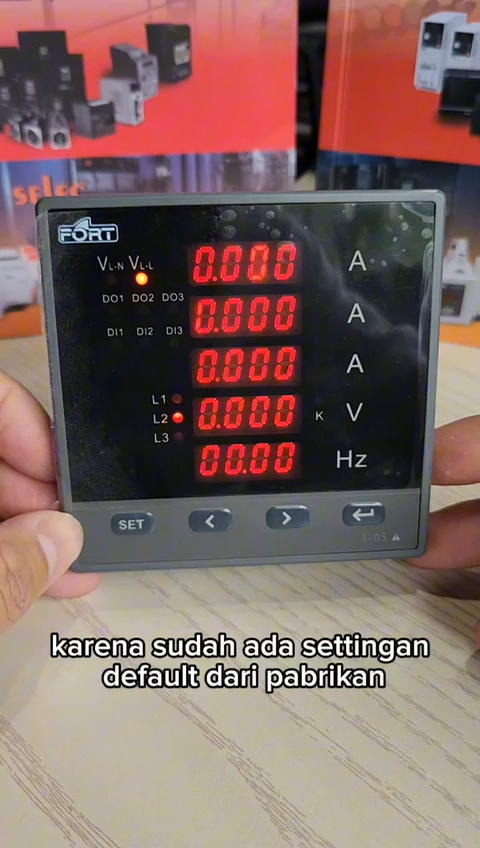 selec
FORT
VL-N VL-L
0.000 A
DO1 DO2 DO3
0.000 A
DI1 DI2 DI3
0.000 A
L1
L2 0.000 K V
L3
00.00 Hz
SET < > ↵
karena sudah ada settingan
default dari pabrikan